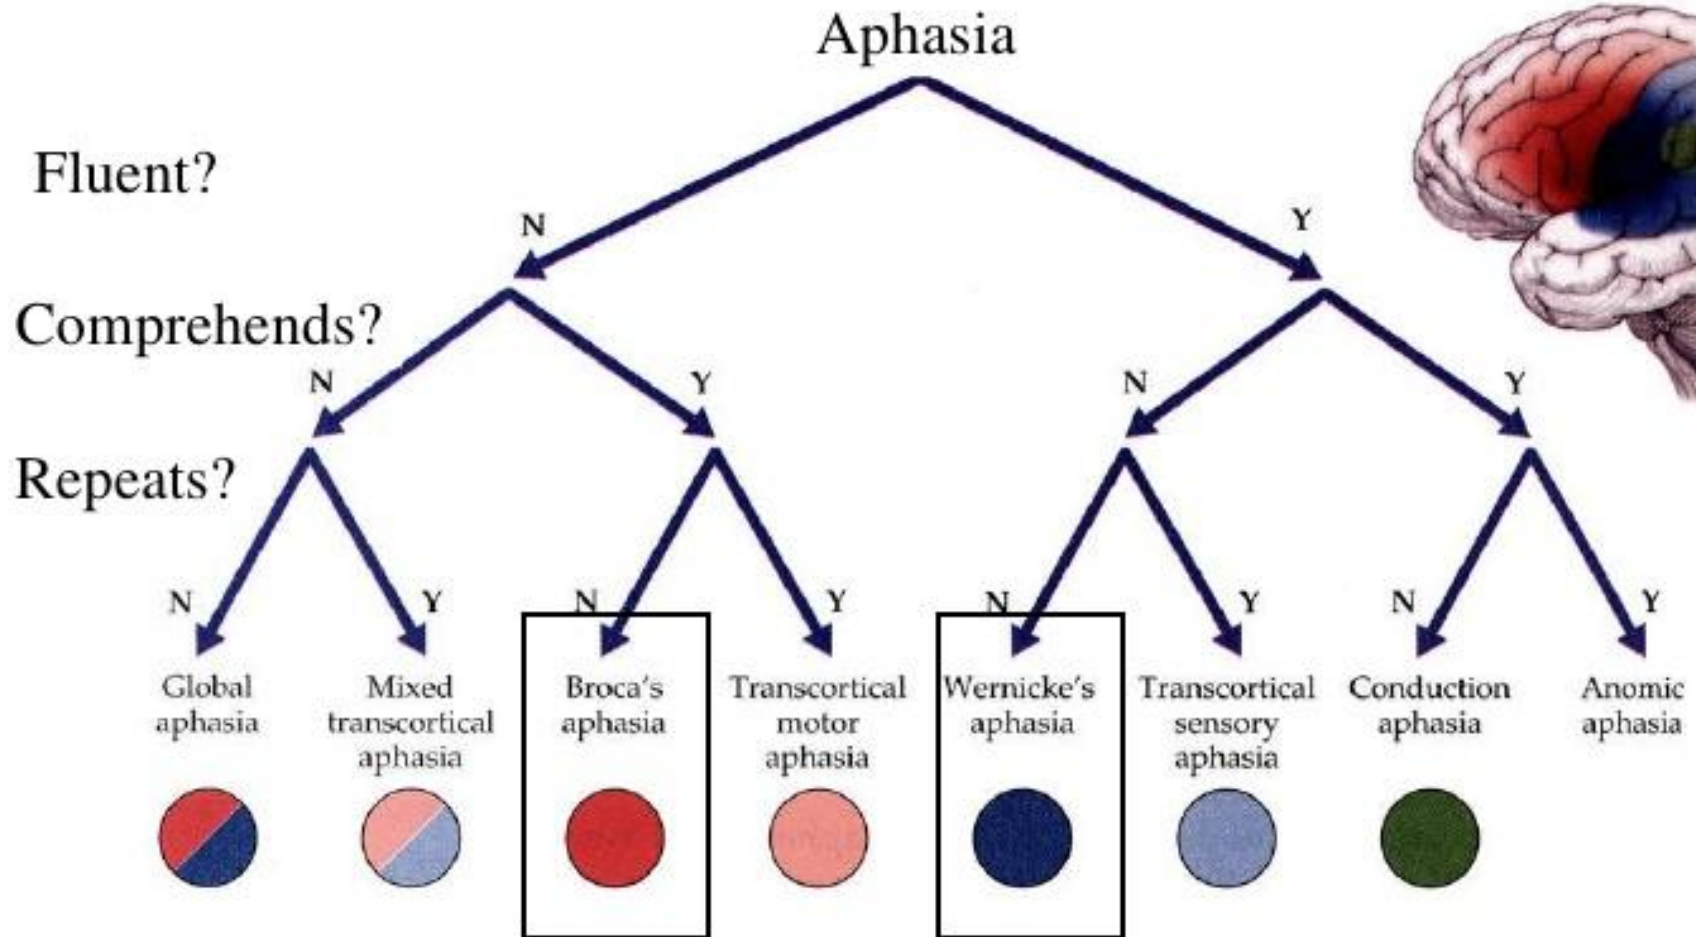 Aphasia
Fluent?
N
Y
Comprehends?
N
Y
N
Y
Repeats?
N
Y
N
Y
N
Y
N
Y
Global
aphasia
Mixed
transcortical
aphasia
Broca's
aphasia
Transcortical
motor
aphasia
Wernicke's
aphasia
Transcortical
sensory
aphasia
Conduction
aphasia
Anomic
aphasia